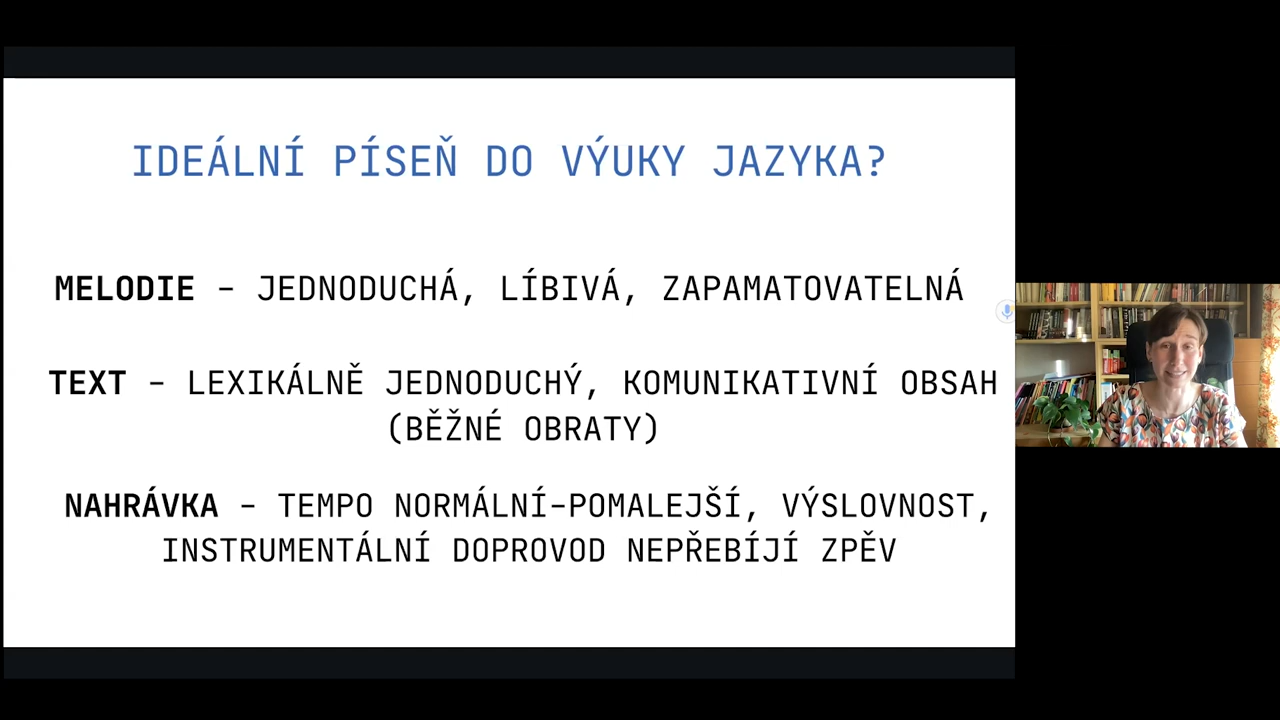 IDEÁLNÍ PÍSEŇ DO VÝUKY JAZYKA?
MELODIE – JEDNODUCHÁ, LÍBIVÁ, ZAPAMATOVATELNÁ
TEXT – LEXIKÁLNĚ JEDNODUCHÝ, KOMUNIKATIVNÍ OBSAH
(BĚŽNÉ OBRATY)
NAHRÁVKA – TEMPO NORMÁLNÍ-POMALEJŠÍ, VÝSLOVNOST,
INSTRUMENTÁLNÍ DOPROVOD NEPŘEBÍJÍ ZPĚV